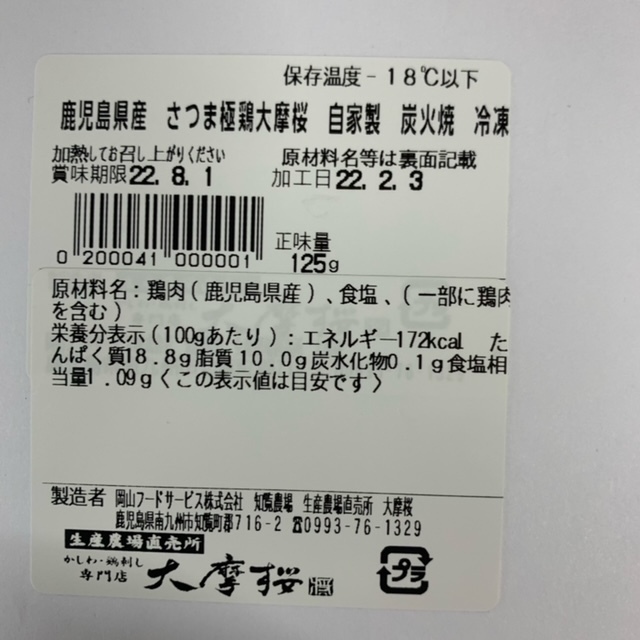 保存温度-18℃以下
鹿児島県産 さつま極鶏大摩桜 自家製 炭火焼 冷凍
加熱してお召し上がりください 原材料名等は裏面記載
賞味期限22.8.1 加工日22.2.3
0 200041 000001
正味量
125g
原材料名:鶏肉(鹿児島県産)、食塩、(一部に鶏肉
を含む)
栄養分表示(100gあたり):エネルギー172kcal た
んぱく質18.8g脂質10.0g炭水化物0.1g食塩相
当量1.09g〈この表示値は目安です〉
製造者 岡山フードサービス株式会社 知覧農場 生産農場直売所 大摩桜
鹿児島県南九州市知覧町郡716-2 ☎0993-76-1329
生産農場直売所
かしわ・鶏刺し
専門店
大摩桜
プラ